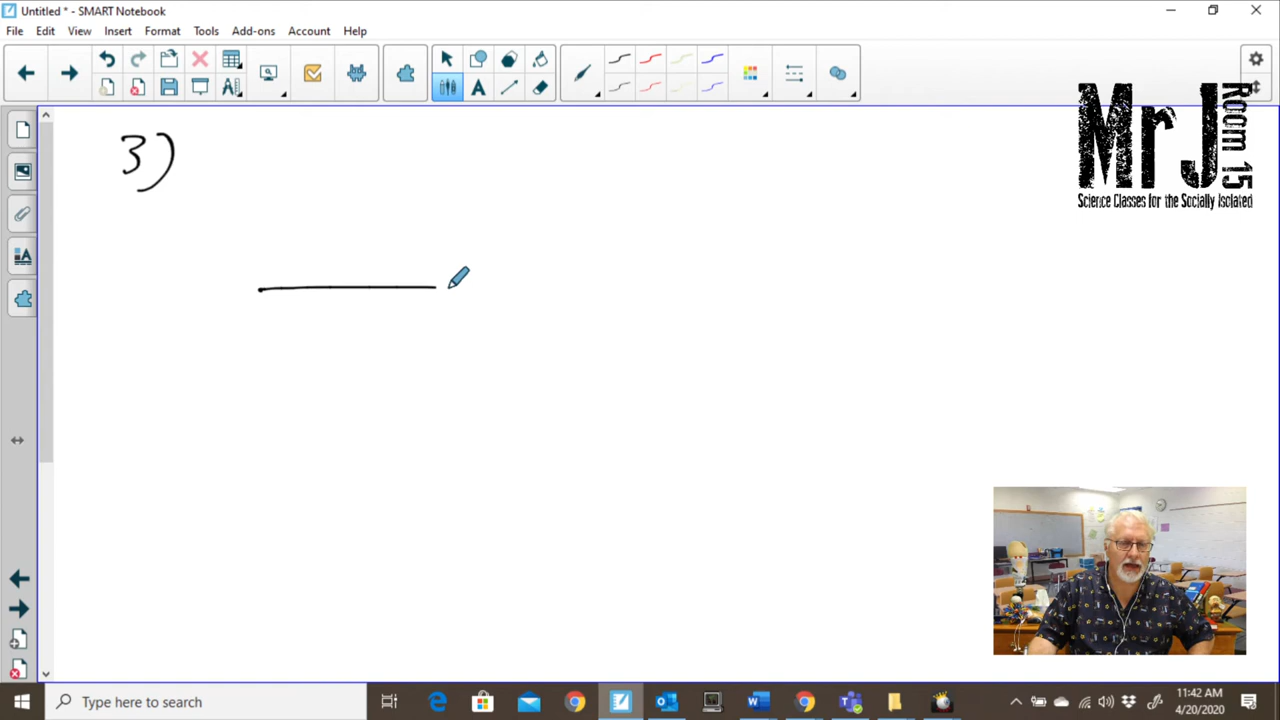 Untitled * - SMART Notebook
File Edit View Insert Format Tools Add-ons Account Help
3)
Mr J
Room 15
Science Classes for the Socially Isolated
Type here to search
11:42 AM
4/20/2020